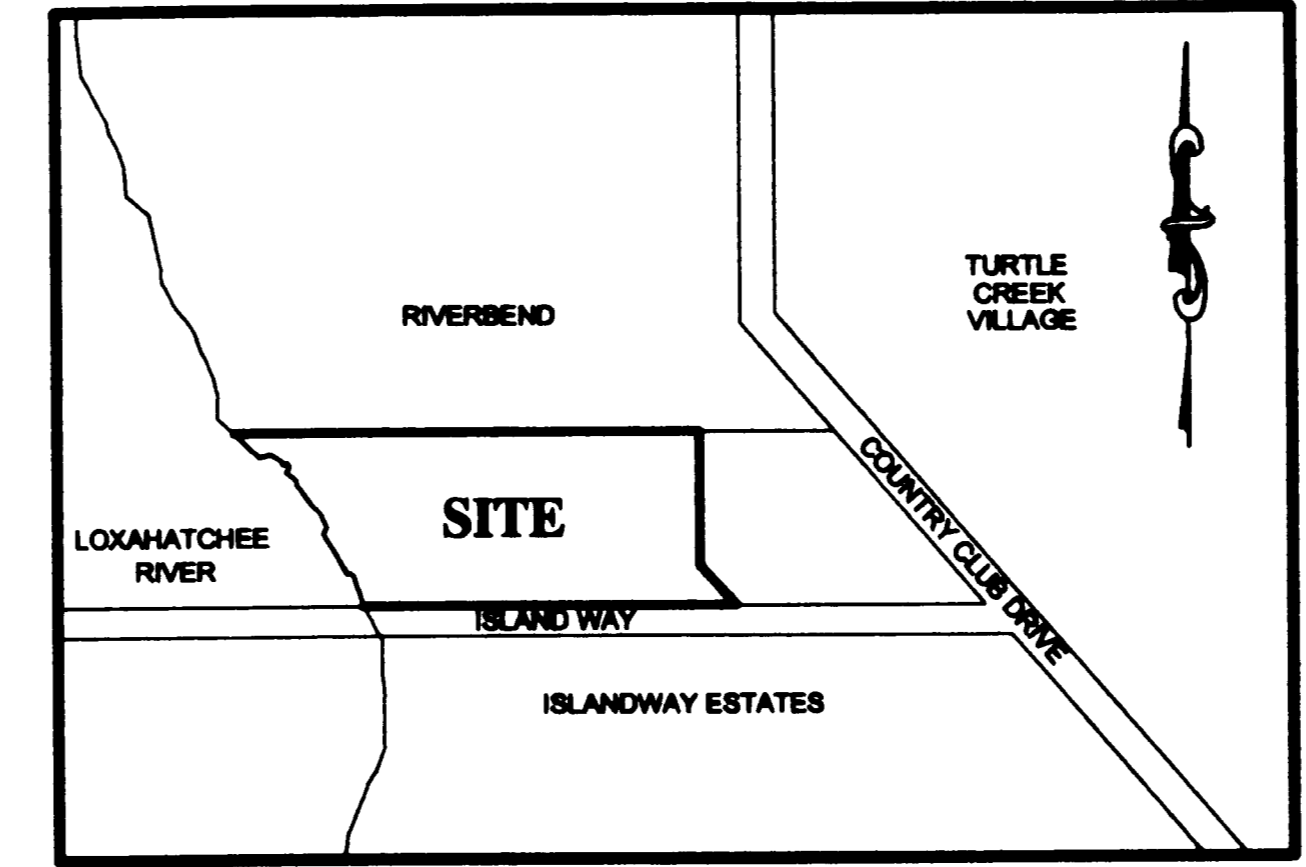 TURTLE
CREEK
VILLAGE
RIVERBEND
COUNTRY CLUB DRIVE
SITE
LOXAHATCHEE
RIVER
ISLAND WAY
ISLANDWAY ESTATES